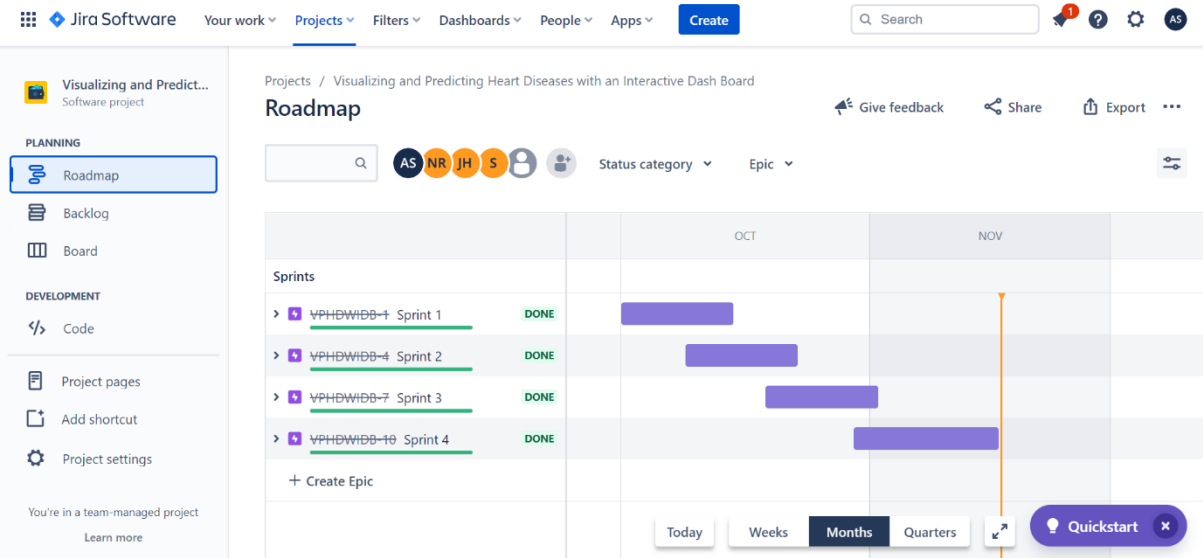 Jira Software Your work Projects Filters Dashboards People Apps Create Search 1 ? AS
Visualizing and Predict...
Software project
PLANNING
Roadmap
Backlog
Board
DEVELOPMENT
Code
Project pages
Add shortcut
Project settings
You're in a team-managed project
Learn more
Projects / Visualizing and Predicting Heart Diseases with an Interactive Dash Board
Roadmap
Give feedback Share Export
AS NR JH S Status category Epic
OCT NOV
Sprints
VPHDWIDB-1 Sprint 1 DONE
VPHDWIDB-4 Sprint 2 DONE
VPHDWIDB-7 Sprint 3 DONE
VPHDWIDB-10 Sprint 4 DONE
+ Create Epic
Today Weeks Months Quarters Quickstart